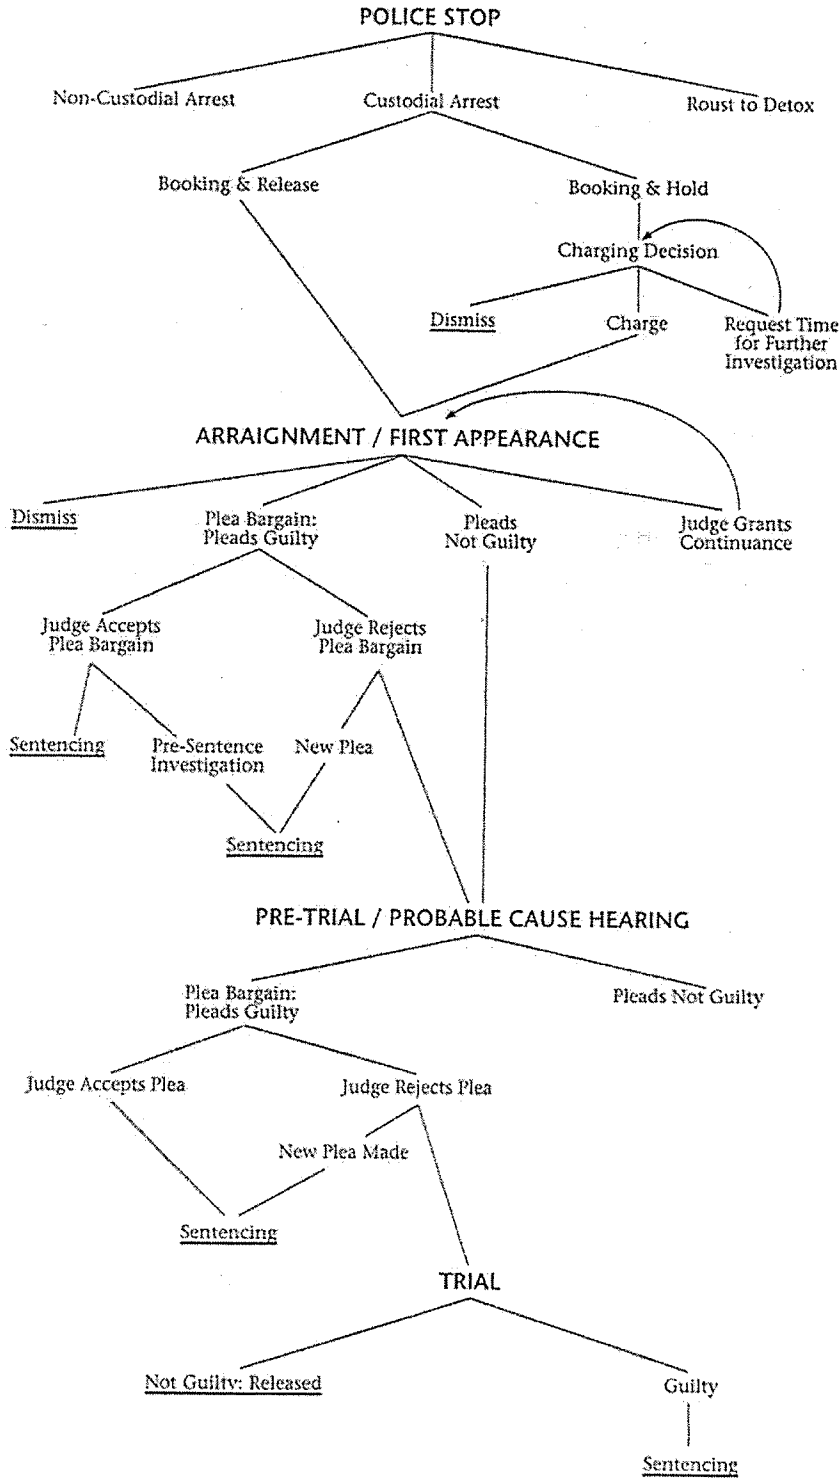 POLICE STOP
Non-Custodial Arrest
Custodial Arrest
Roust to Detox
Booking & Release
Booking & Hold
Charging Decision
Dismiss
Charge
Request Time
for Further
Investigation
ARRAIGNMENT / FIRST APPEARANCE
Dismiss
Plea Bargain:
Pleads Guilty
Pleads
Not Guilty
Judge Grants
Continuance
Judge Accepts
Plea Bargain
Judge Rejects
Plea Bargain
Sentencing
Pre-Sentence
Investigation
New Plea
Sentencing
PRE-TRIAL / PROBABLE CAUSE HEARING
Plea Bargain:
Pleads Guilty
Pleads Not Guilty
Judge Accepts Plea
Judge Rejects Plea
New Plea Made
Sentencing
TRIAL
Not Guilty: Released
Guilty
Sentencing